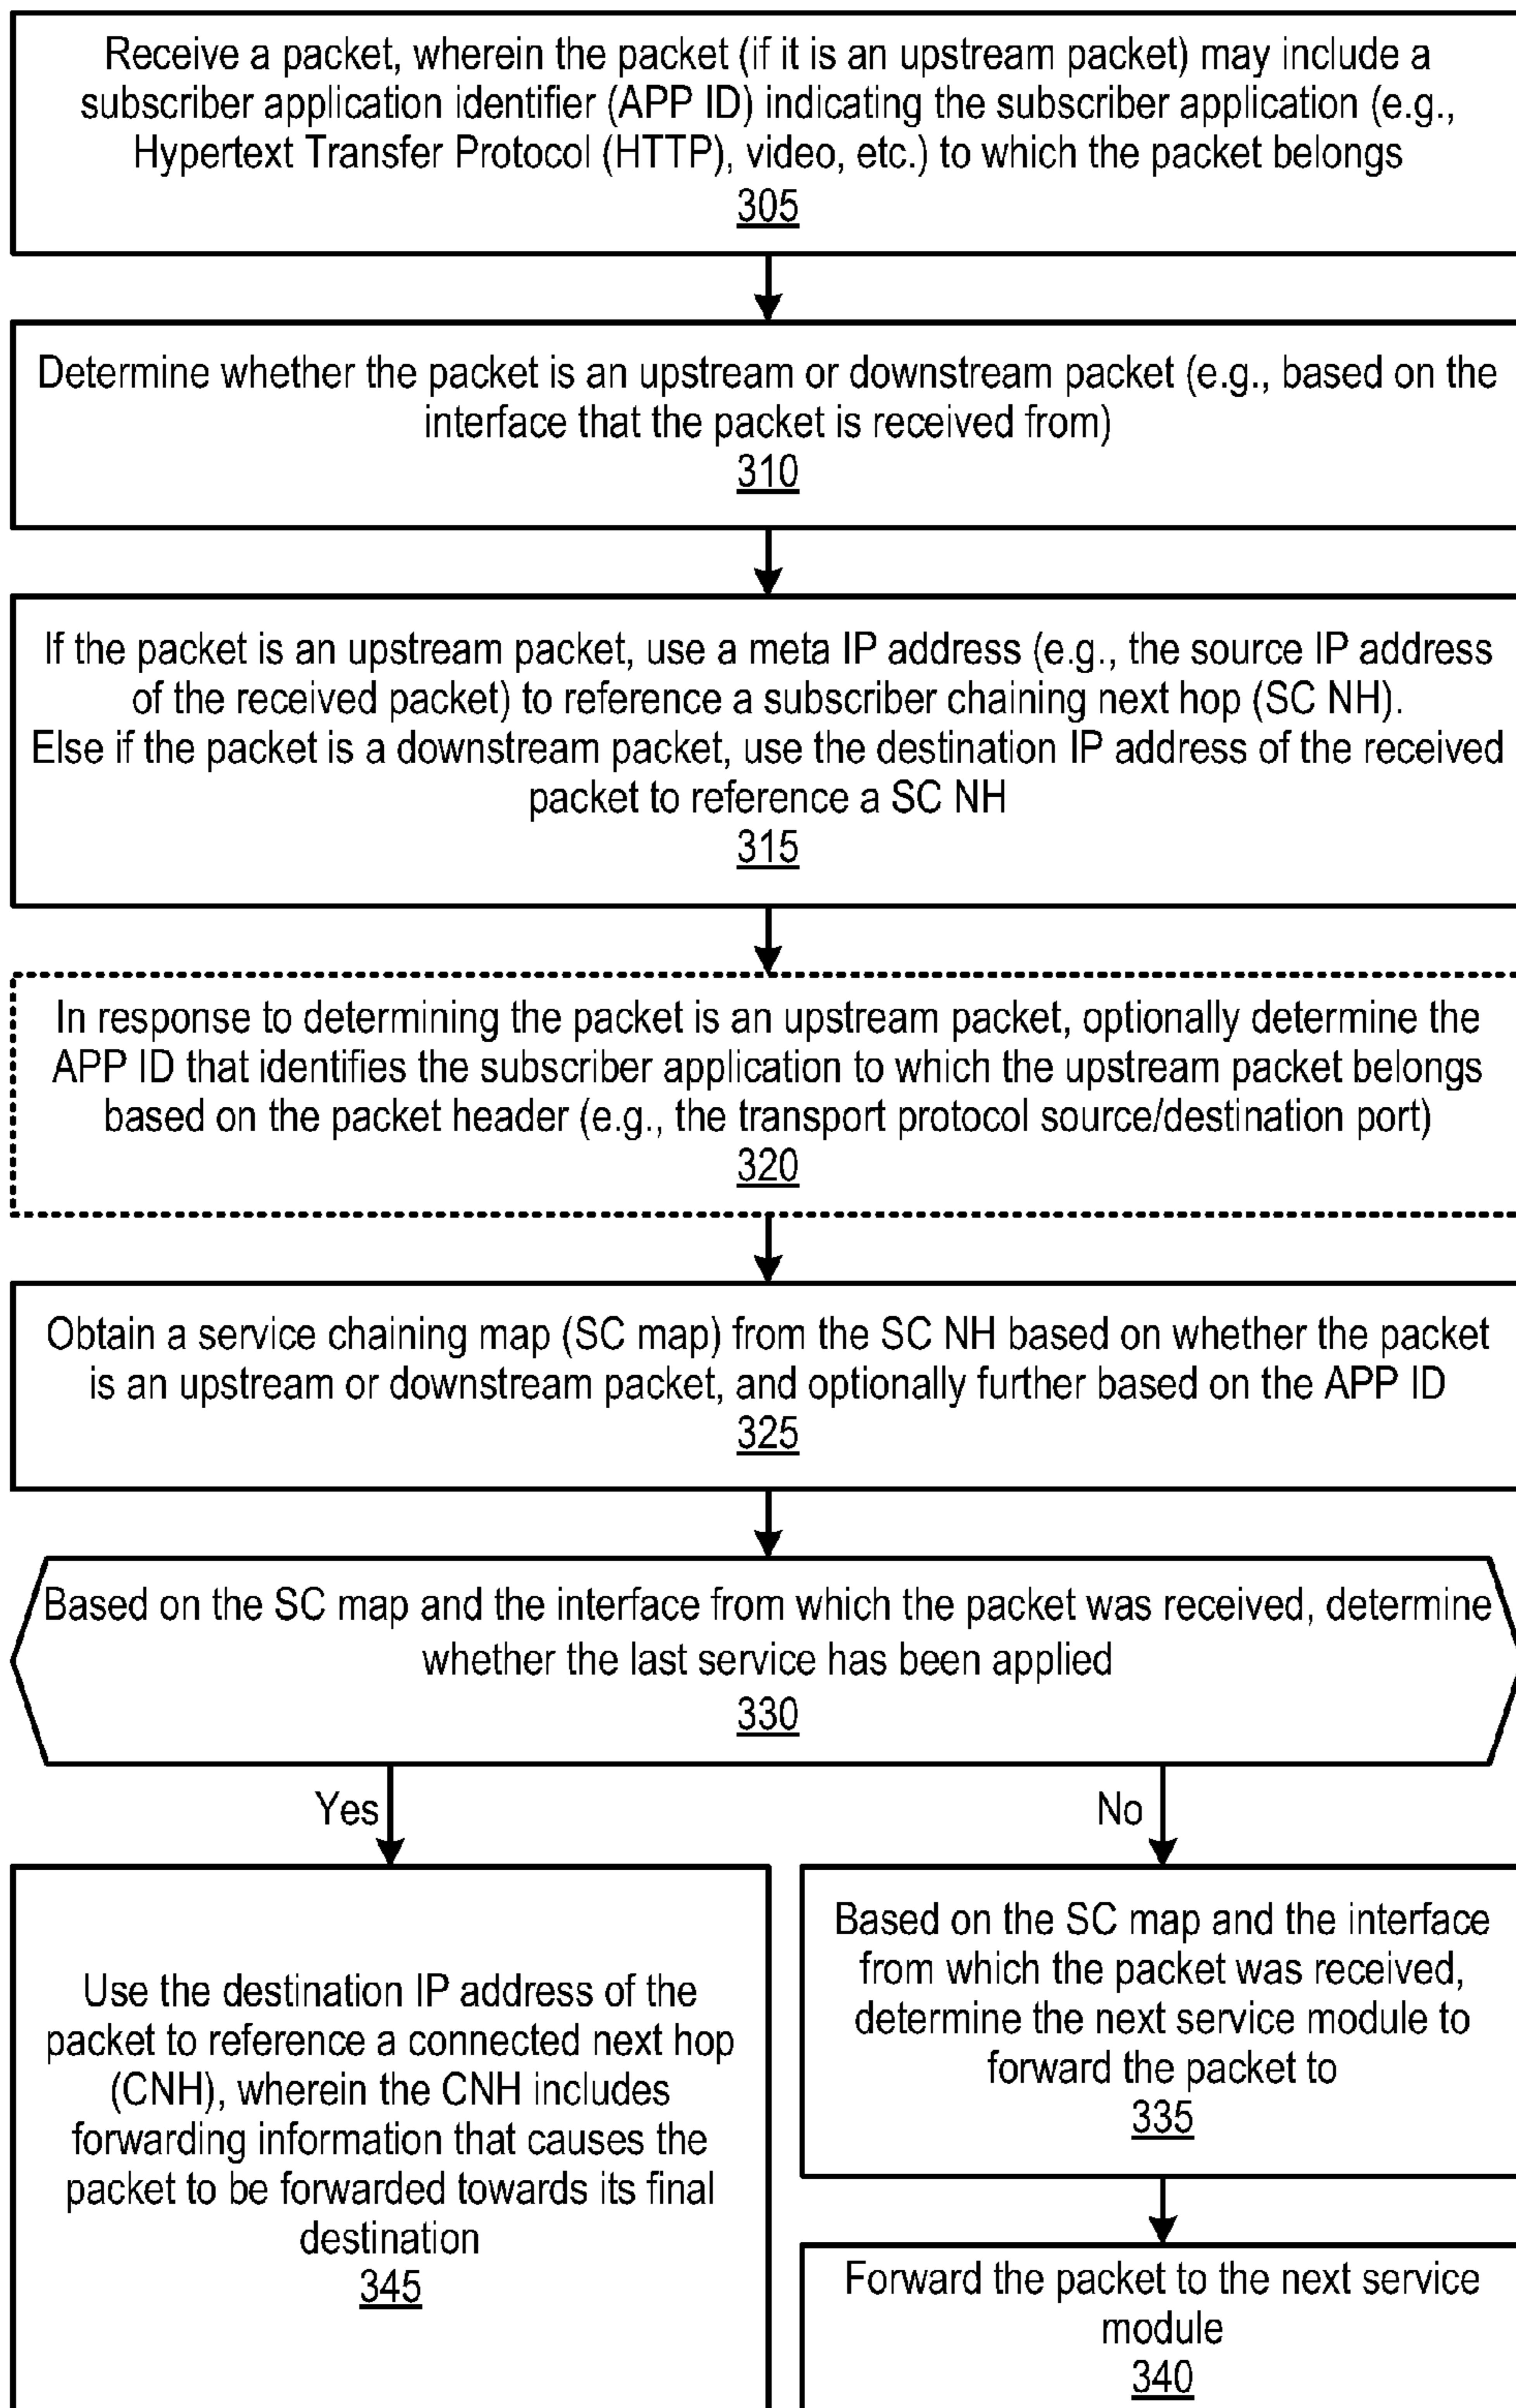 Receive a packet, wherein the packet (if it is an upstream packet) may include a
subscriber application identifier (APP ID) indicating the subscriber application (e.g.,
Hypertext Transfer Protocol (HTTP), video, etc.) to which the packet belongs
305
Determine whether the packet is an upstream or downstream packet (e.g., based on the
interface that the packet is received from)
310
If the packet is an upstream packet, use a meta IP address (e.g., the source IP address
of the received packet) to reference a subscriber chaining next hop (SC NH).
Else if the packet is a downstream packet, use the destination IP address of the received
packet to reference a SC NH
315
In response to determining the packet is an upstream packet, optionally determine the
APP ID that identifies the subscriber application to which the upstream packet belongs
based on the packet header (e.g., the transport protocol source/destination port)
320
Obtain a service chaining map (SC map) from the SC NH based on whether the packet
is an upstream or downstream packet, and optionally further based on the APP ID
325
Based on the SC map and the interface from which the packet was received, determine
whether the last service has been applied
330
Yes
No
Use the destination IP address of the
packet to reference a connected next hop
(CNH), wherein the CNH includes
forwarding information that causes the
packet to be forwarded towards its final
destination
345
Based on the SC map and the interface
from which the packet was received,
determine the next service module to
forward the packet to
335
Forward the packet to the next service
module
340